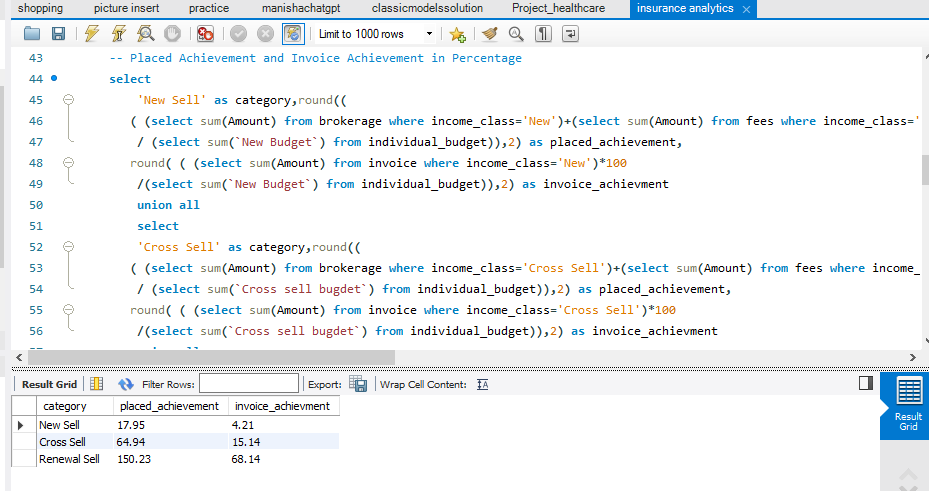 shopping picture insert practice manishachatgpt classicmodelssolution Project_healthcare insurance analytics
Limit to 1000 rows
43 -- Placed Achievement and Invoice Achievement in Percentage
44 select
45 'New Sell' as category,round((
46 ( (select sum(Amount) from brokerage where income_class='New')+(select sum(Amount) from fees where income_class='
47 / (select sum(`New Budget`) from individual_budget)),2) as placed_achievement,
48 round( ( (select sum(Amount) from invoice where income_class='New')*100
49 /(select sum(`New Budget`) from individual_budget)),2) as invoice_achievment
50 union all
51 select
52 'Cross Sell' as category,round((
53 ( (select sum(Amount) from brokerage where income_class='Cross Sell')+(select sum(Amount) from fees where income_
54 / (select sum(`Cross sell bugdet`) from individual_budget)),2) as placed_achievement,
55 round( ( (select sum(Amount) from invoice where income_class='Cross Sell')*100
56 /(select sum(`Cross sell bugdet`) from individual_budget)),2) as invoice_achievment
Result Grid Filter Rows: Export: Wrap Cell Content:
category placed_achievement invoice_achievment
New Sell 17.95 4.21
Cross Sell 64.94 15.14
Renewal Sell 150.23 68.14
Result
Grid